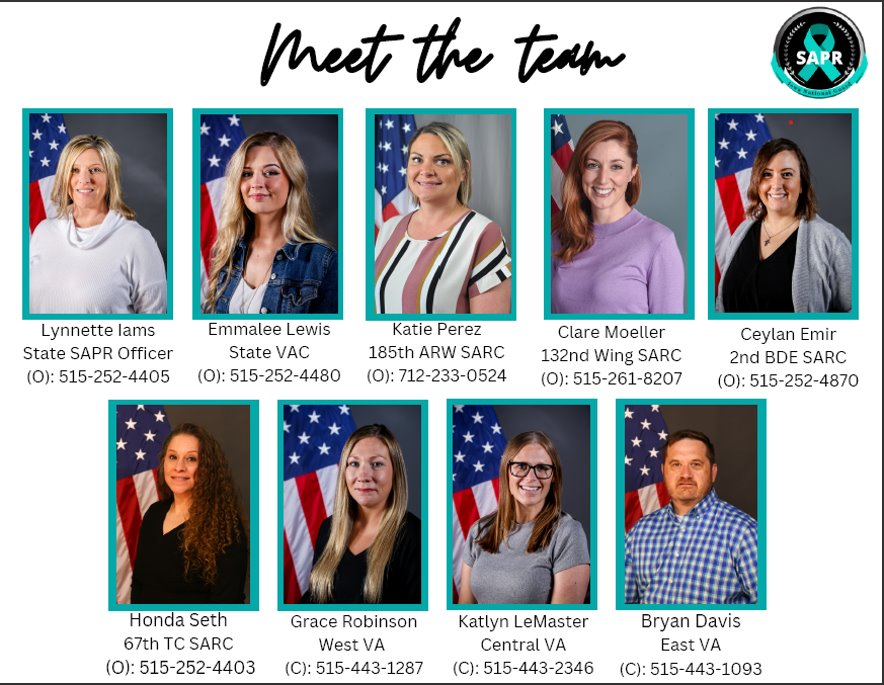 Meet the team
SAPR
Iowa National Guard
Lynnette Iams
State SAPR Officer
(O): 515-252-4405
Emmalee Lewis
State VAC
(O): 515-252-4480
Katie Perez
185th ARW SARC
(O): 712-233-0524
Clare Moeller
132nd Wing SARC
(O): 515-261-8207
Ceylan Emir
2nd BDE SARC
(O): 515-252-4870
Honda Seth
67th TC SARC
(O): 515-252-4403
Grace Robinson
West VA
(C): 515-443-1287
Katlyn LeMaster
Central VA
(C): 515-443-2346
Bryan Davis
East VA
(C): 515-443-1093